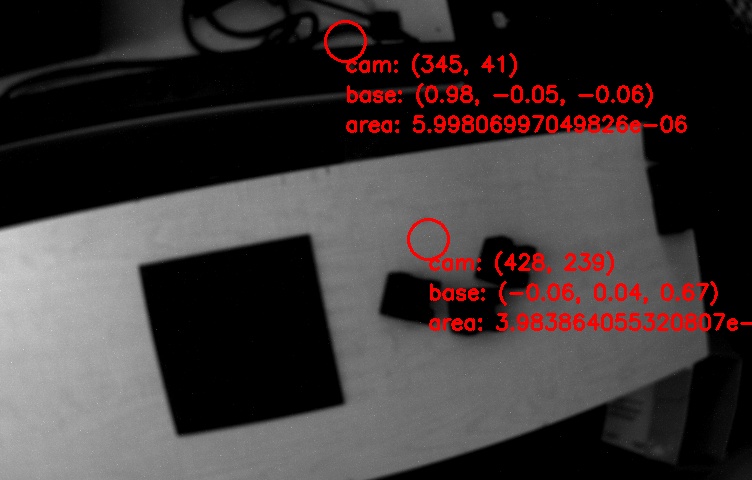 cam: (345, 41)
base: (0.98, -0.05, -0.06)
area: 5.99806997049826e-06
cam: (428, 239)
base: (-0.06, 0.04, 0.67)
area: 3.983864055320807e-